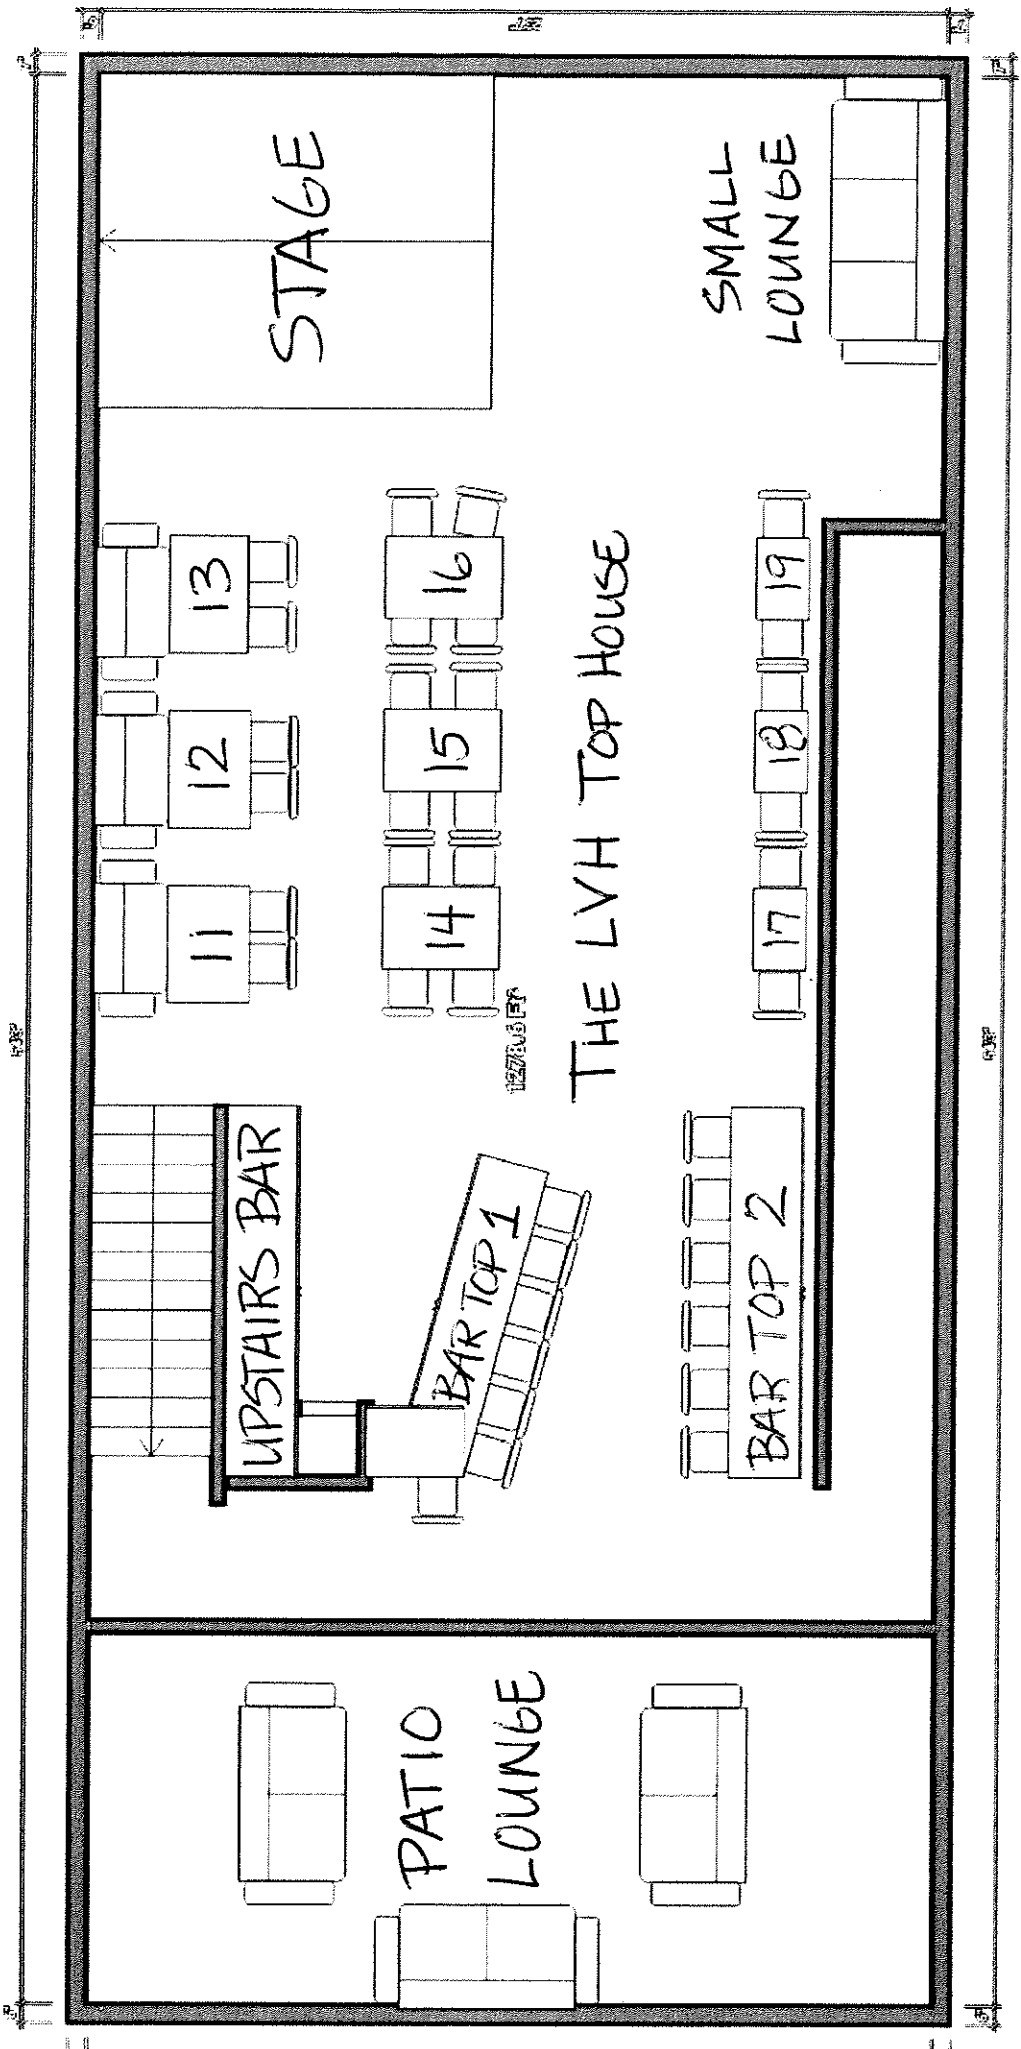 STAGE
SMALL
LOUNGE
13
12
11
16
15
14
19
18
17
THE LVH TOP HOUSE
UPSTAIRS BAR
BAR TOP 1
BAR TOP 2
PATIO
LOUNGE